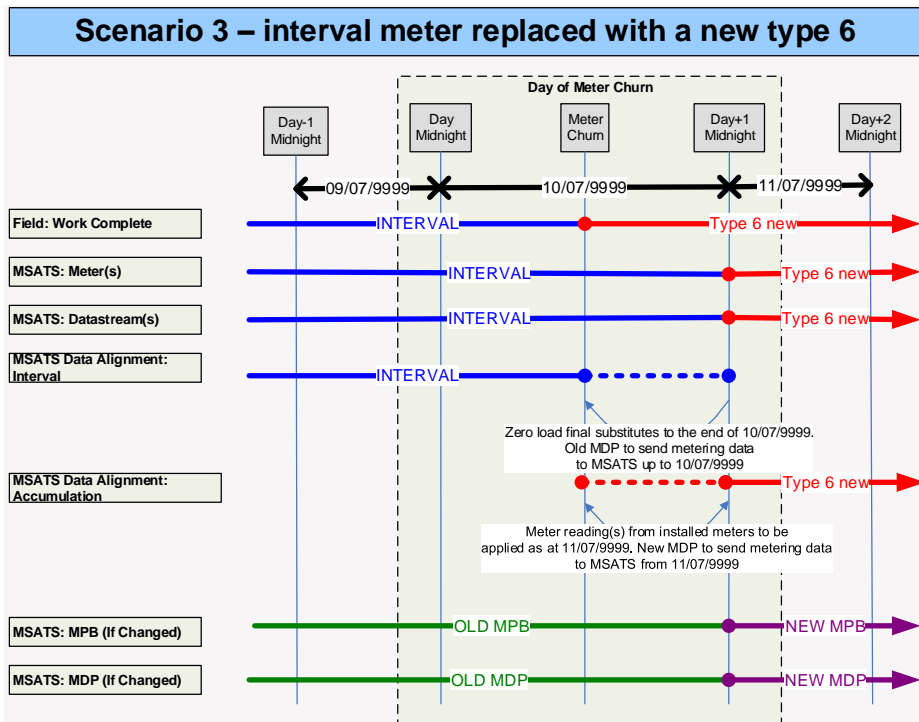 Scenario 3 – interval meter replaced with a new type 6
Day of Meter Churn
Day-1
Midnight
Day
Midnight
Meter
Churn
Day+1
Midnight
Day+2
Midnight
09/07/9999
10/07/9999
11/07/9999
Field: Work Complete
INTERVAL
Type 6 new
MSATS: Meter(s)
INTERVAL
Type 6 new
MSATS: Datastream(s)
INTERVAL
Type 6 new
MSATS Data Alignment:
Interval
INTERVAL
Zero load final substitutes to the end of 10/07/9999.
Old MDP to send metering data
to MSATS up to 10/07/9999
MSATS Data Alignment:
Accumulation
Type 6 new
Meter reading(s) from installed meters to be
applied as at 11/07/9999. New MDP to send metering data
to MSATS from 11/07/9999
MSATS: MPB (If Changed)
OLD MPB
NEW MPB
MSATS: MDP (If Changed)
OLD MDP
NEW MDP